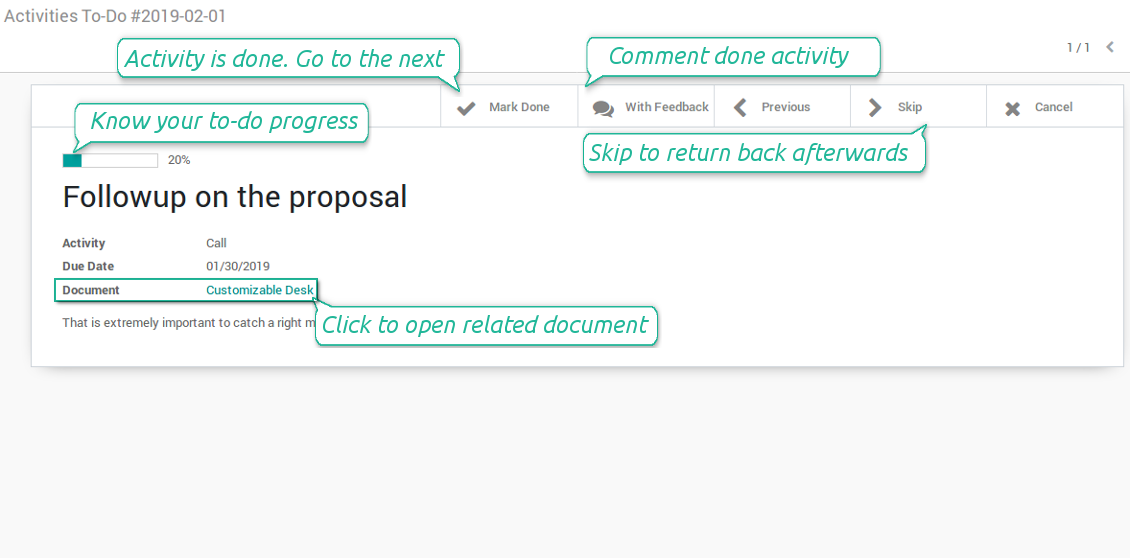 Activities To-Do #2019-02-01
1 / 1
Activity is done. Go to the next
Comment done activity
Mark Done
With Feedback
Previous
Skip
Cancel
Know your to-do progress
Skip to return back afterwards
20%
Followup on the proposal
Activity Call
Due Date 01/30/2019
Document Customizable Desk
That is extremely important to catch a right
Click to open related document